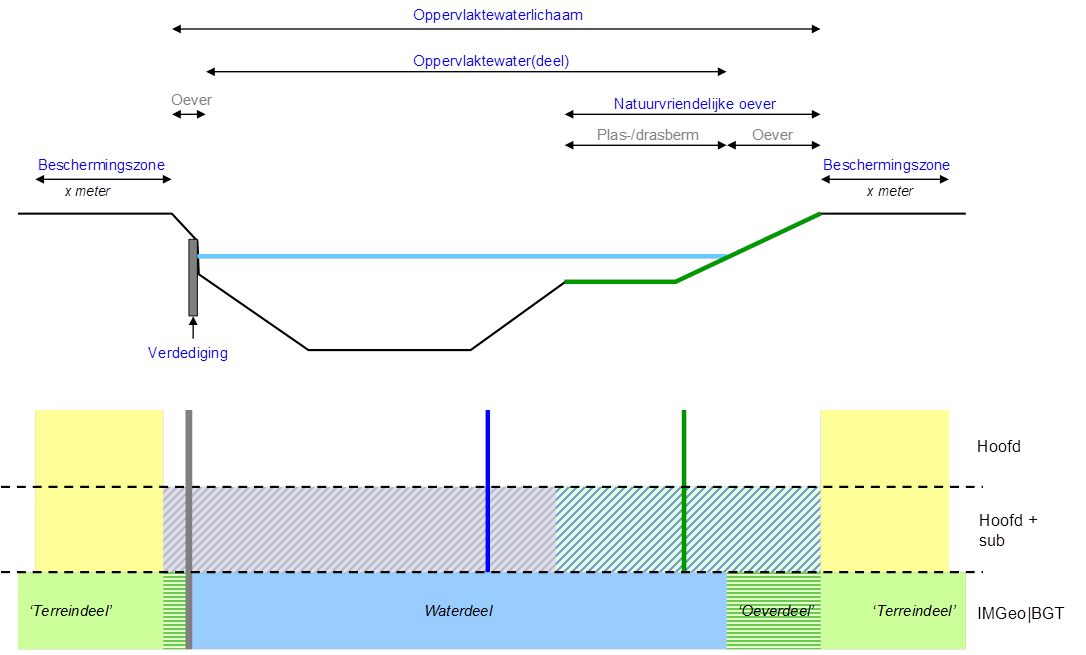 Oppervlaktewaterlichaam
Oppervlaktewater(deel)
Oever
Natuurvriendelijke oever
Plas-/drasberm
Oever
Beschermingszone
x meter
Beschermingszone
x meter
Verdediging
Hoofd
Hoofd +
sub
‘Terreindeel’
Waterdeel
‘Oeverdeel’
‘Terreindeel’
IMGeo|BGT